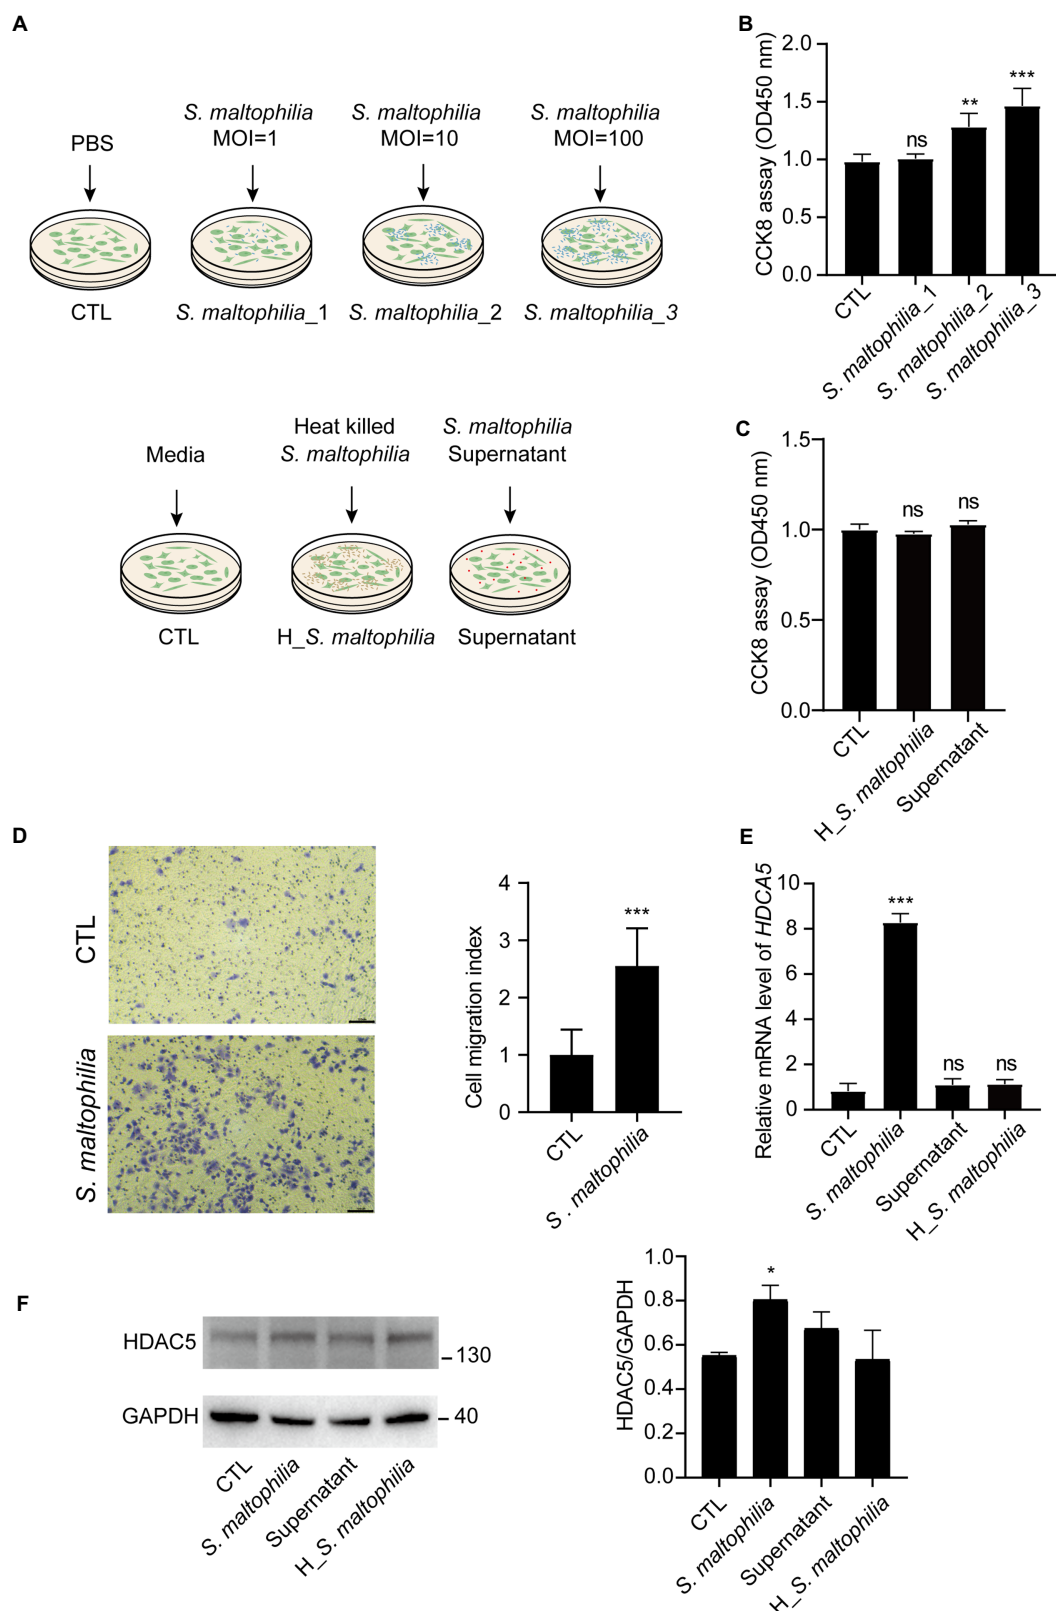 A
PBS
S. maltophilia
MOI=1
S. maltophilia
MOI=10
S. maltophilia
MOI=100
CTL
S. maltophilia_1
S. maltophilia_2
S. maltophilia_3
Media
Heat killed
S. maltophilia
S. maltophilia
Supernatant
CTL
H_S. maltophilia
Supernatant
B
CCK8 assay (OD450 nm)
2.0
1.5
1.0
0.5
0.0
ns
**
***
CTL
S. maltophilia_1
S. maltophilia_2
S. maltophilia_3
C
CCK8 assay (OD450 nm)
1.5
1.0
0.5
0.0
ns
ns
CTL
H_S. maltophilia
Supernatant
D
CTL
S. maltophilia
Cell migration index
4
3
2
1
0
***
CTL
S . maltophilia
E
Relative mRNA level of HDCA5
10
8
6
4
2
0
***
ns
ns
CTL
S. maltophilia
Supernatant
H_S. maltophilia
F
HDAC5
130
GAPDH
40
CTL
S. maltophilia
Supernatant
H_S. maltophilia
HDAC5/GAPDH
1.0
0.8
0.6
0.4
0.2
0.0
*
CTL
S. maltophilia
Supernatant
H_S. maltophilia